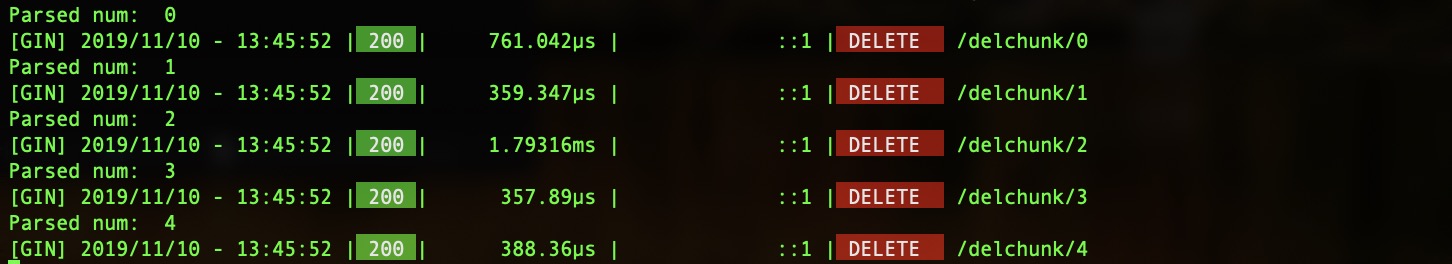 Parsed num:  0
[GIN] 2019/11/10 - 13:45:52 | 200 |     761.042µs |             ::1 | DELETE   /delchunk/0
Parsed num:  1
[GIN] 2019/11/10 - 13:45:52 | 200 |     359.347µs |             ::1 | DELETE   /delchunk/1
Parsed num:  2
[GIN] 2019/11/10 - 13:45:52 | 200 |     1.79316ms |             ::1 | DELETE   /delchunk/2
Parsed num:  3
[GIN] 2019/11/10 - 13:45:52 | 200 |      357.89µs |             ::1 | DELETE   /delchunk/3
Parsed num:  4
[GIN] 2019/11/10 - 13:45:52 | 200 |      388.36µs |             ::1 | DELETE   /delchunk/4